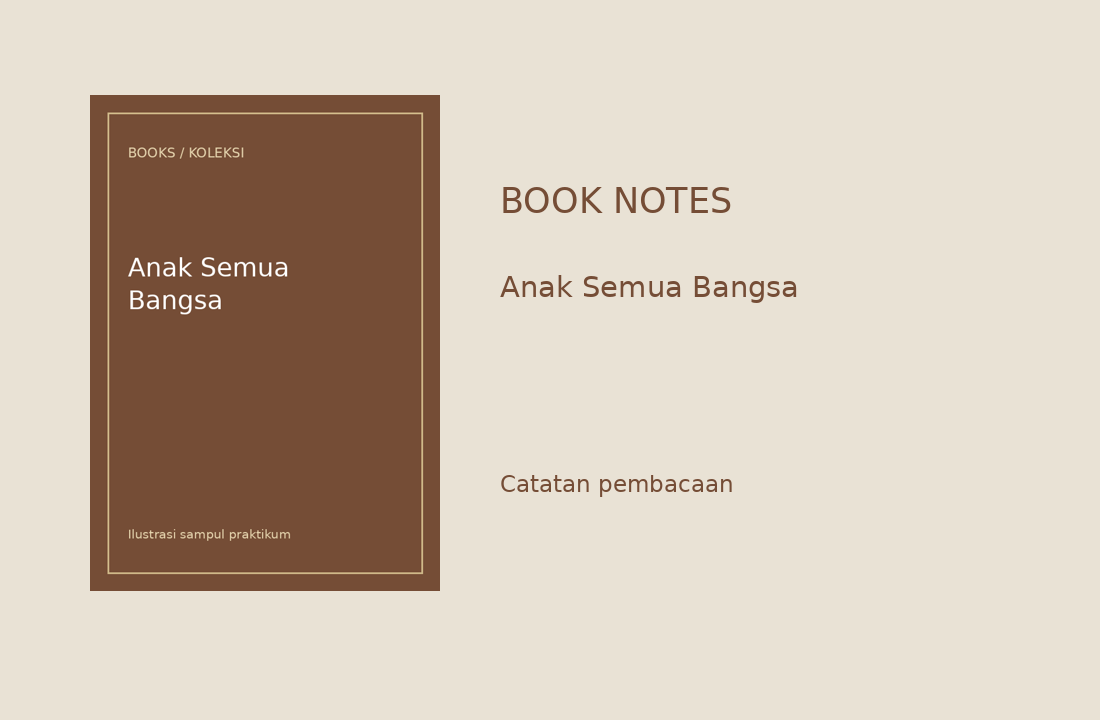 BOOKS / KOLEKSI
Anak Semua
Bangsa
Ilustrasi sampul praktikum
BOOK NOTES
Anak Semua Bangsa
Catatan pembacaan